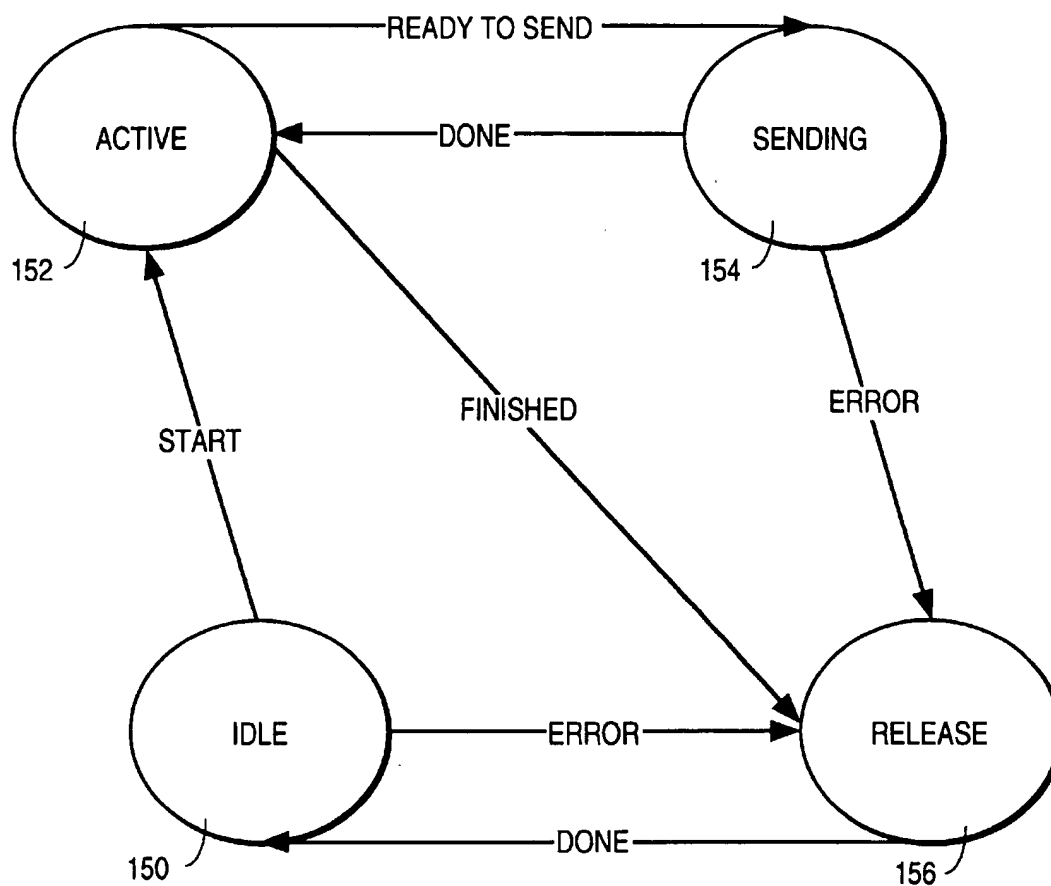 READY TO SEND
ACTIVE
DONE
SENDING
152
154
FINISHED
ERROR
START
IDLE
ERROR
RELEASE
150
DONE
156